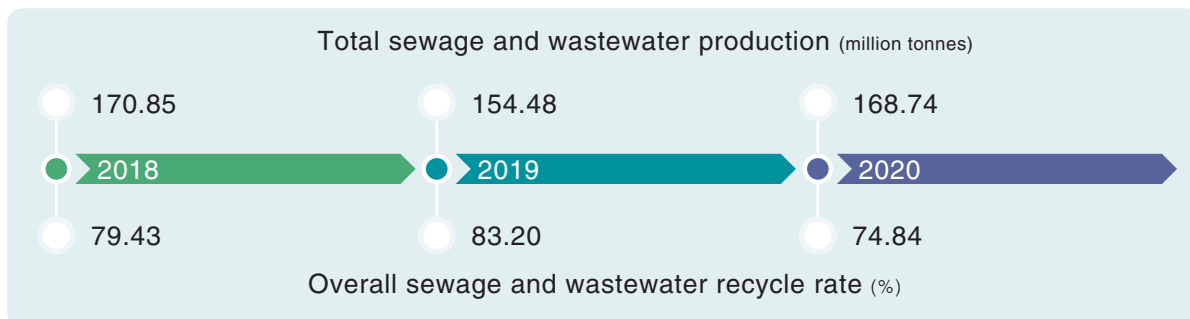 Total sewage and wastewater production (million tonnes)
170.85 154.48 168.74
2018 2019 2020
79.43 83.20 74.84
Overall sewage and wastewater recycle rate (%)